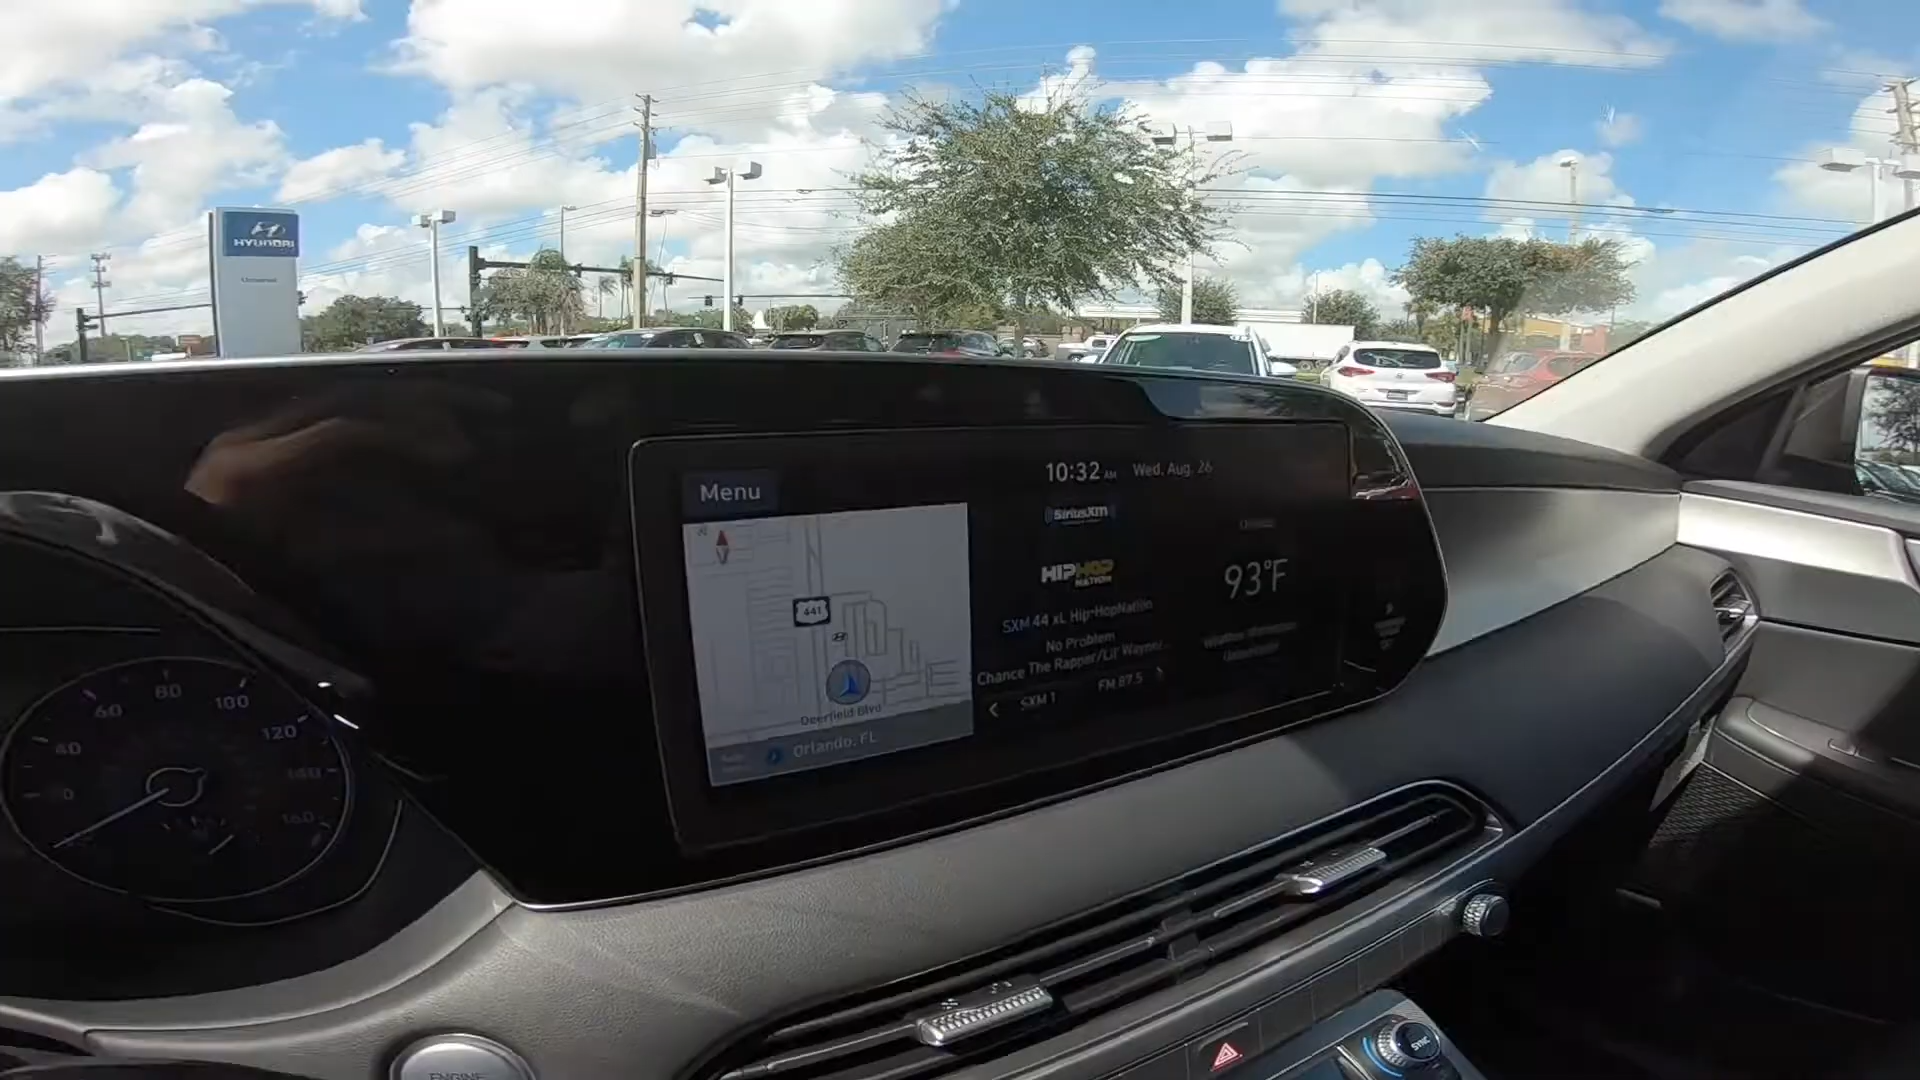 HYUNDAI
Menu
10:32 AM Wed, Aug. 26
SiriusXM
HIPHOP
NATION
93°F
441
SXM 44 xL Hip-HopNation
No Problem
Chance The Rapper/Lil' Wayne/..
Deerfield Blvd
SXM 1
FM 87.5
Orlando, FL
0
40
60
80
100
120
140
160
ENGINE
SYNC